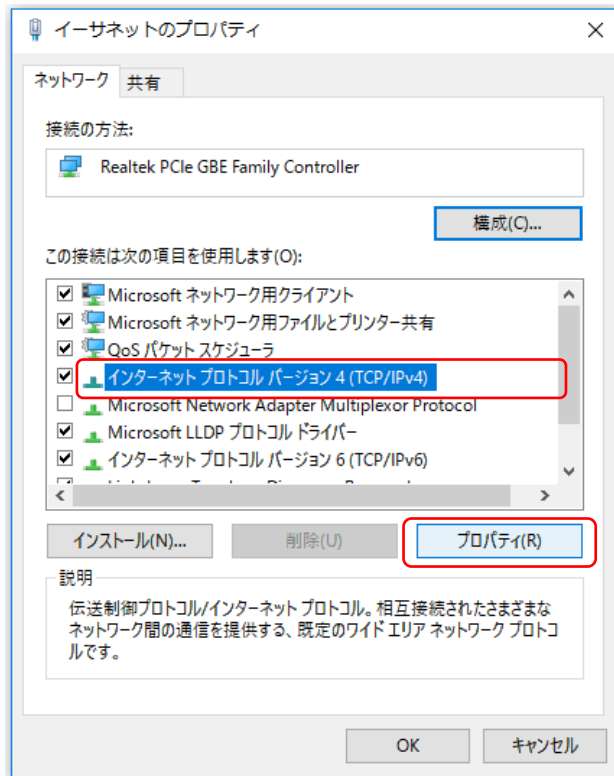 イーサネットのプロパティ
ネットワーク
共有
接続の方法:
Realtek PCIe GBE Family Controller
構成(C)...
この接続は次の項目を使用します(O):
Microsoft ネットワーク用クライアント
Microsoft ネットワーク用ファイルとプリンター共有
QoS パケット スケジューラ
インターネット プロトコル バージョン 4 (TCP/IPv4)
Microsoft Network Adapter Multiplexor Protocol
Microsoft LLDP プロトコル ドライバー
インターネット プロトコル バージョン 6 (TCP/IPv6)
インストール(N)...
削除(U)
プロパティ(R)
説明
伝送制御プロトコル/インターネット プロトコル。相互接続されたさまざまな
ネットワーク間の通信を提供する、既定のワイド エリア ネットワーク プロトコ
ルです。
OK
キャンセル